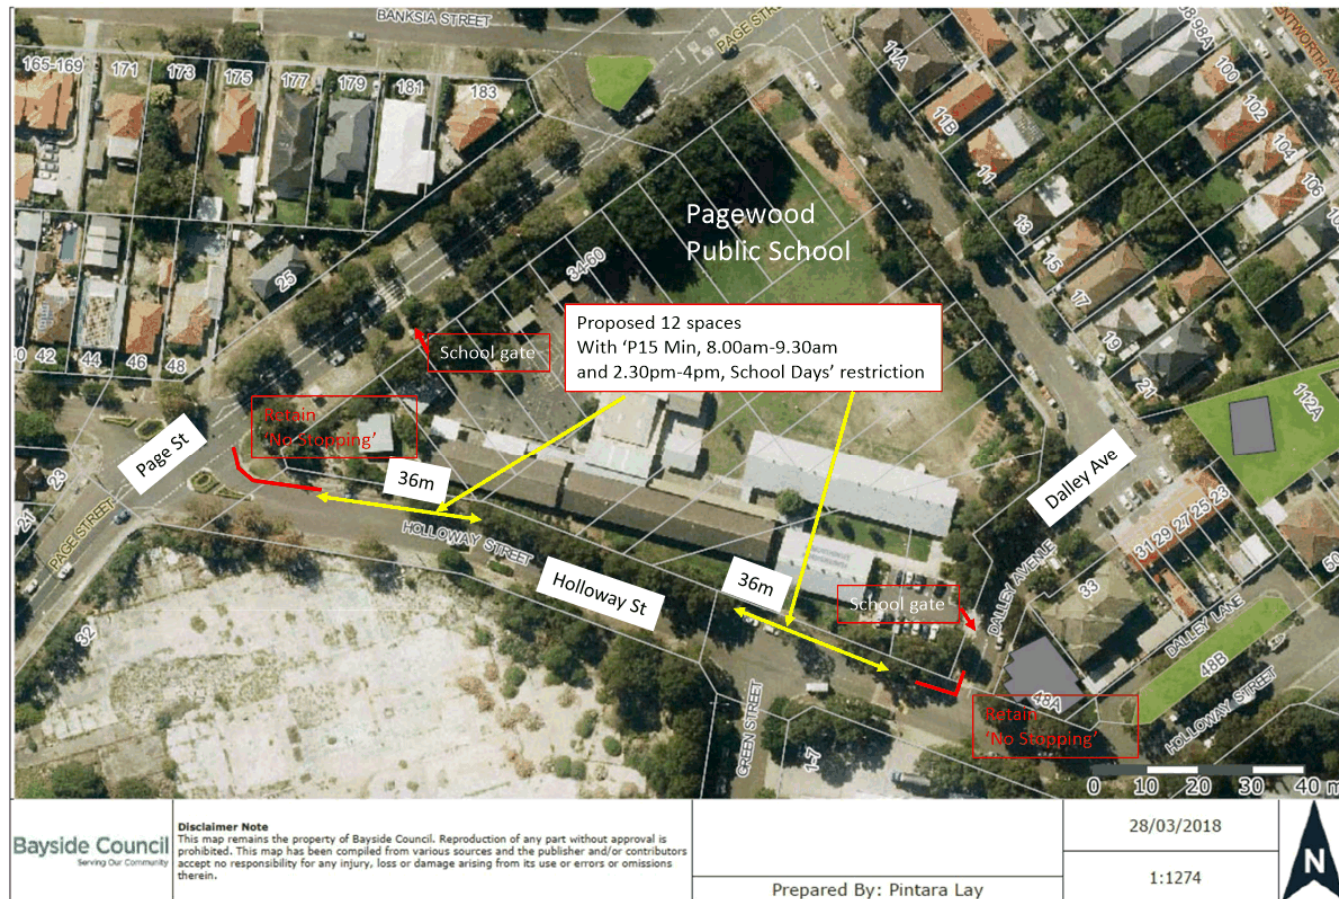 BANKSIA STREET
PAGE STREET
165-169
171
173
175
177
179
181
183
11A
98A
100
102
104
106
11B
11
13
15
17
19
21
112A
Pagewood
Public School
34-60
25
42
44
46
48
School gate
Proposed 12 spaces
With 'P15 Min, 8.00am-9.30am
and 2.30pm-4pm, School Days' restriction
Retain
'No Stopping'
Page St
23
21
PAGE STREET
36m
HOLLOWAY STREET
Holloway St
36m
School gate
Dalley Ave
DALLEY AVENUE
31 29 27 25 23
33
DALLEY LANE
48B
48A
HOLLOWAY STREET
Retain
'No Stopping'
32
GREEN STREET
1-7
0 10 20 30 40 m
Bayside Council
Serving Our Community
Disclaimer Note
This map remains the property of Bayside Council. Reproduction of any part without approval is
prohibited. This map has been compiled from various sources and the publisher and/or contributors
accept no responsibility for any injury, loss or damage arising from its use or errors or omissions
therein.
Prepared By: Pintara Lay
28/03/2018
1:1274
N